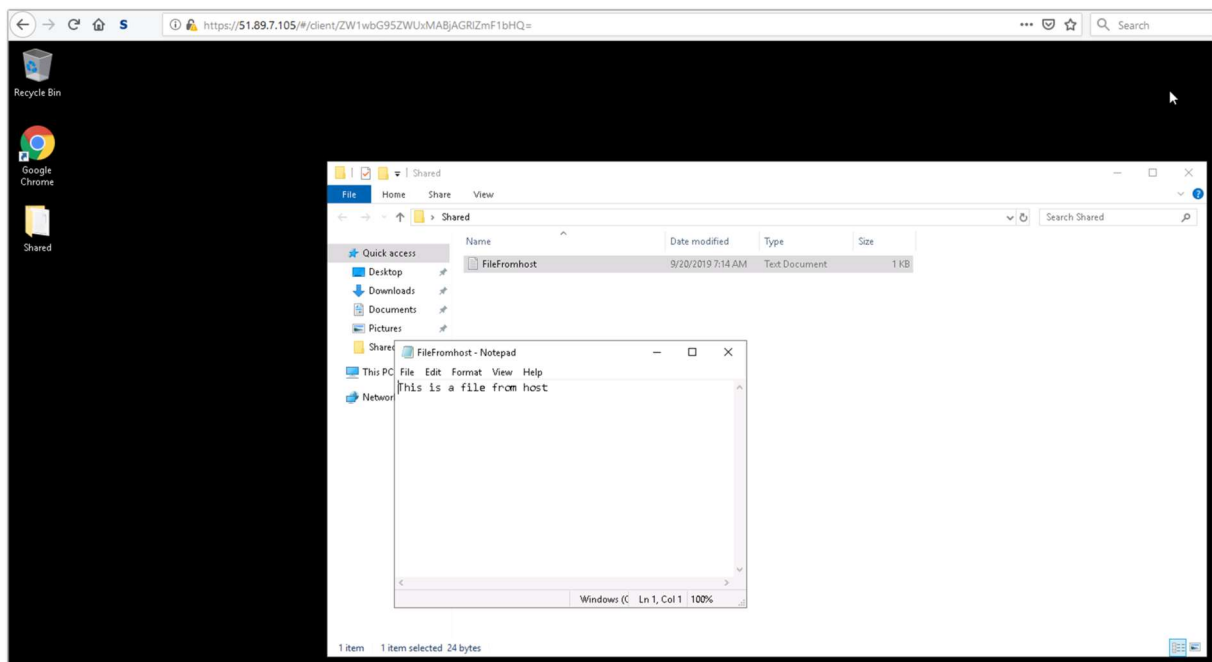 S https://51.89.7.105/#/client/ZW1wbG95ZWUxMABjAGRlZmF1bHQ= Search
Recycle Bin
Google
Chrome
Shared
Shared
File Home Share View
Shared Search Shared
Name Date modified Type Size
FileFromhost 9/20/2019 7:14 AM Text Document 1 KB
Quick access
Desktop
Downloads
Documents
Pictures
This PC
FileFromhost - Notepad
File Edit Format View Help
This is a file from host
Windows (C Ln 1, Col 1 100%
1 item 1 item selected 24 bytes